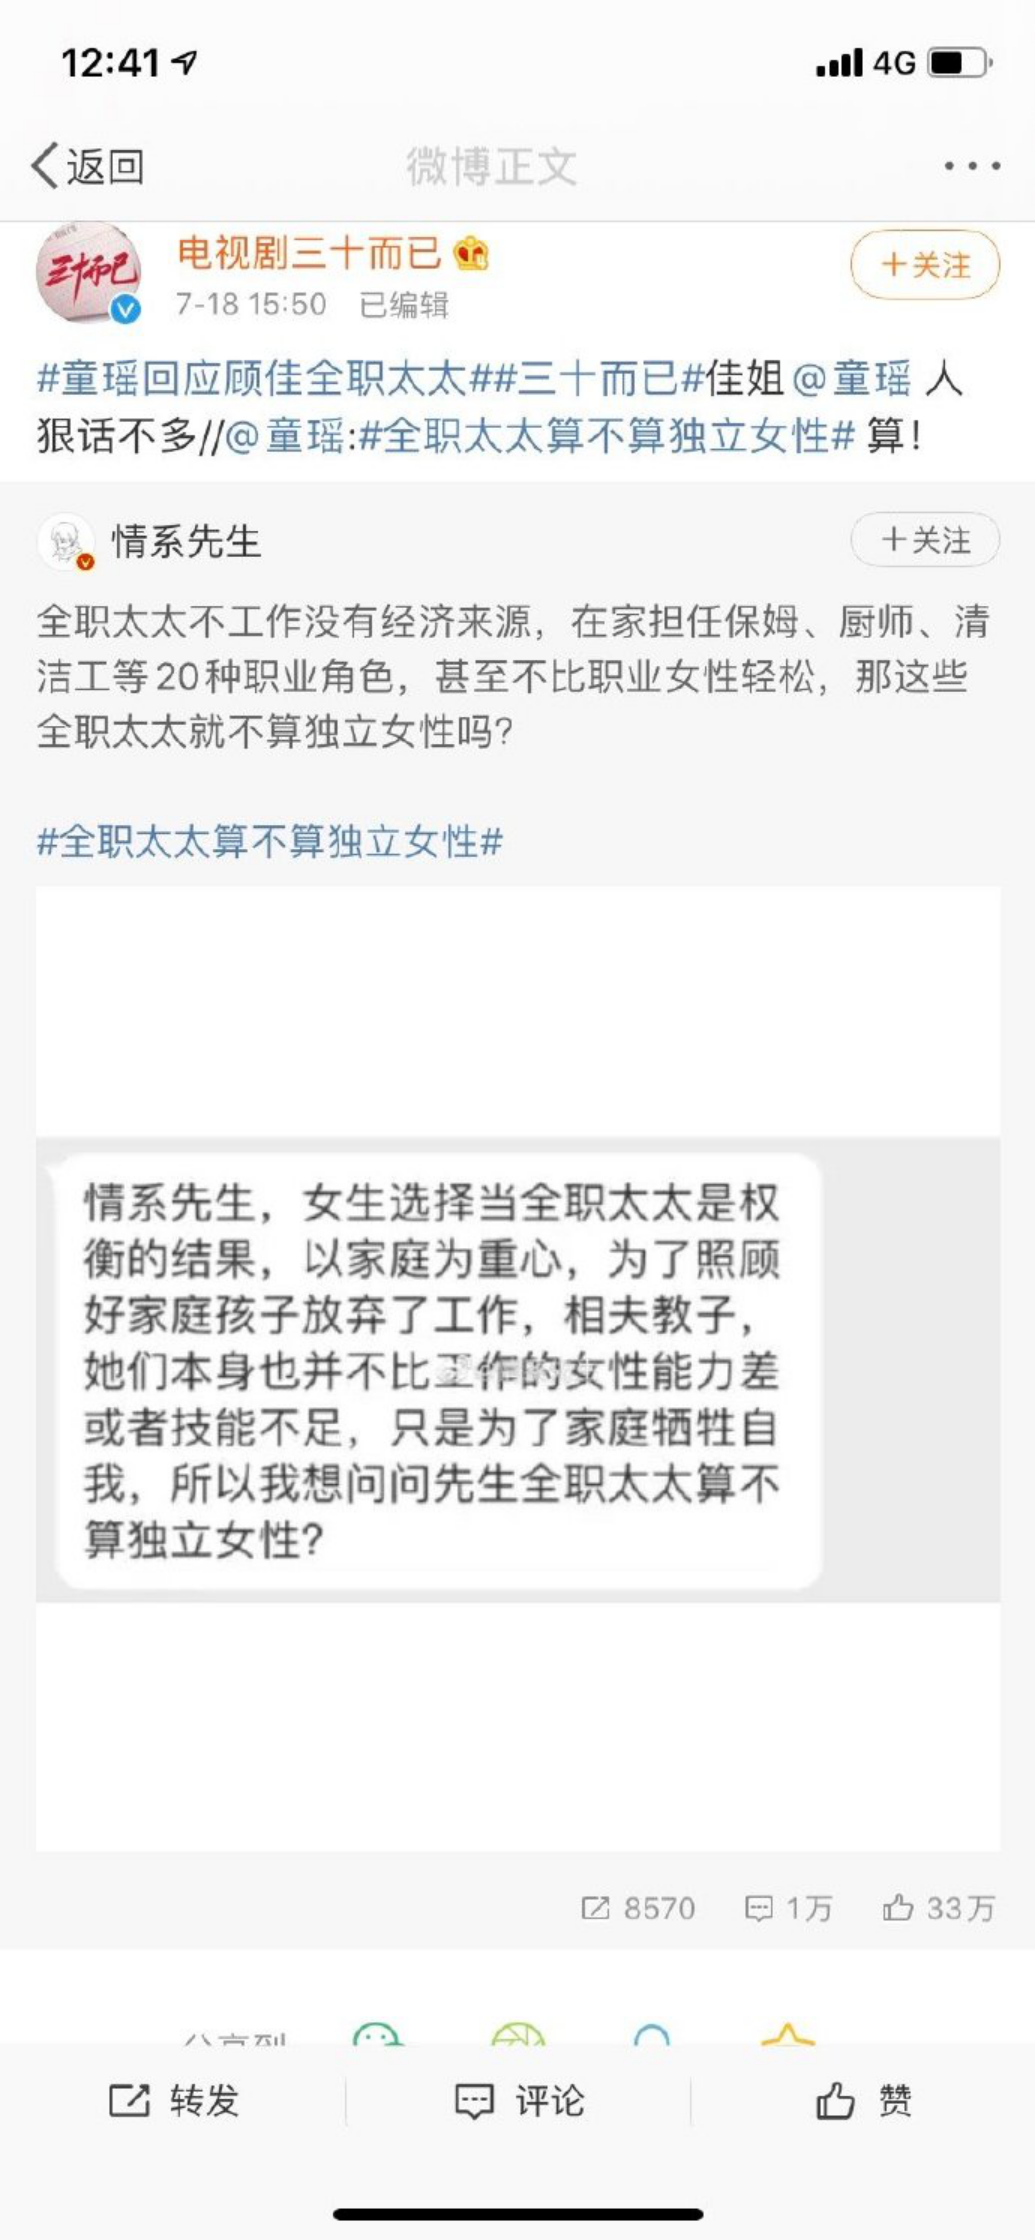 12:41
4G
返回
微博正文
三十而已
电视剧三十而已
+关注
7-18 15:50 已编辑
#童瑶回应顾佳全职太太##三十而已#佳姐@童瑶 人
狠话不多//@童瑶:#全职太太算不算独立女性# 算!
情系先生
+关注
全职太太不工作没有经济来源，在家担任保姆、厨师、清
洁工等20种职业角色，甚至不比职业女性轻松，那这些
全职太太就不算独立女性吗?
#全职太太算不算独立女性#
情系先生，女生选择当全职太太是权
衡的结果，以家庭为重心，为了照顾
好家庭孩子放弃了工作，相夫教子，
她们本身也并不比工作的女性能力差
或者技能不足，只是为了家庭牺牲自
我，所以我想问问先生全职太太算不
算独立女性?
8570
1万
33万
分享到
转发
评论
赞